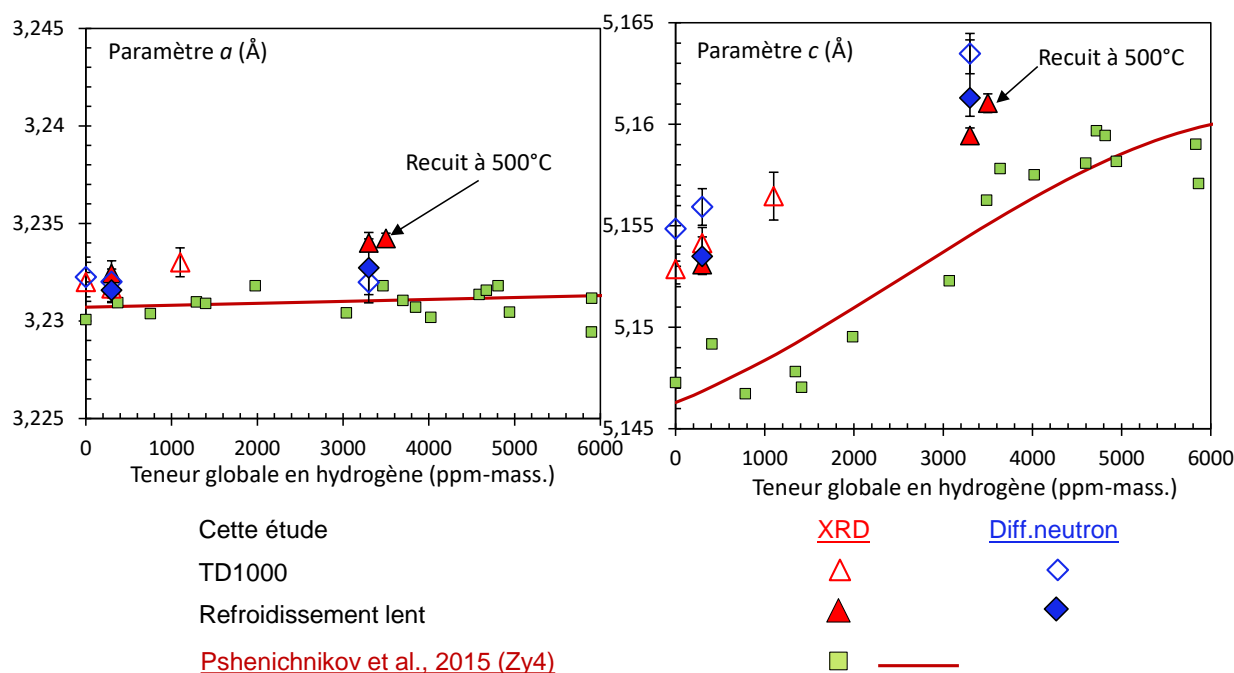 3,245
Paramètre a (Å)
3,24
Recuit à 500°C
3,235
3,23
3,225
0 1000 2000 3000 4000 5000 6000
Teneur globale en hydrogène (ppm-mass.)
5,165
Paramètre c (Å)
Recuit à 500°C
5,16
5,155
5,15
5,145
0 1000 2000 3000 4000 5000 6000
Teneur globale en hydrogène (ppm-mass.)
Cette étude XRD Diff.neutron
TD1000
Refroidissement lent
Pshenichnikov et al., 2015 (Zy4)